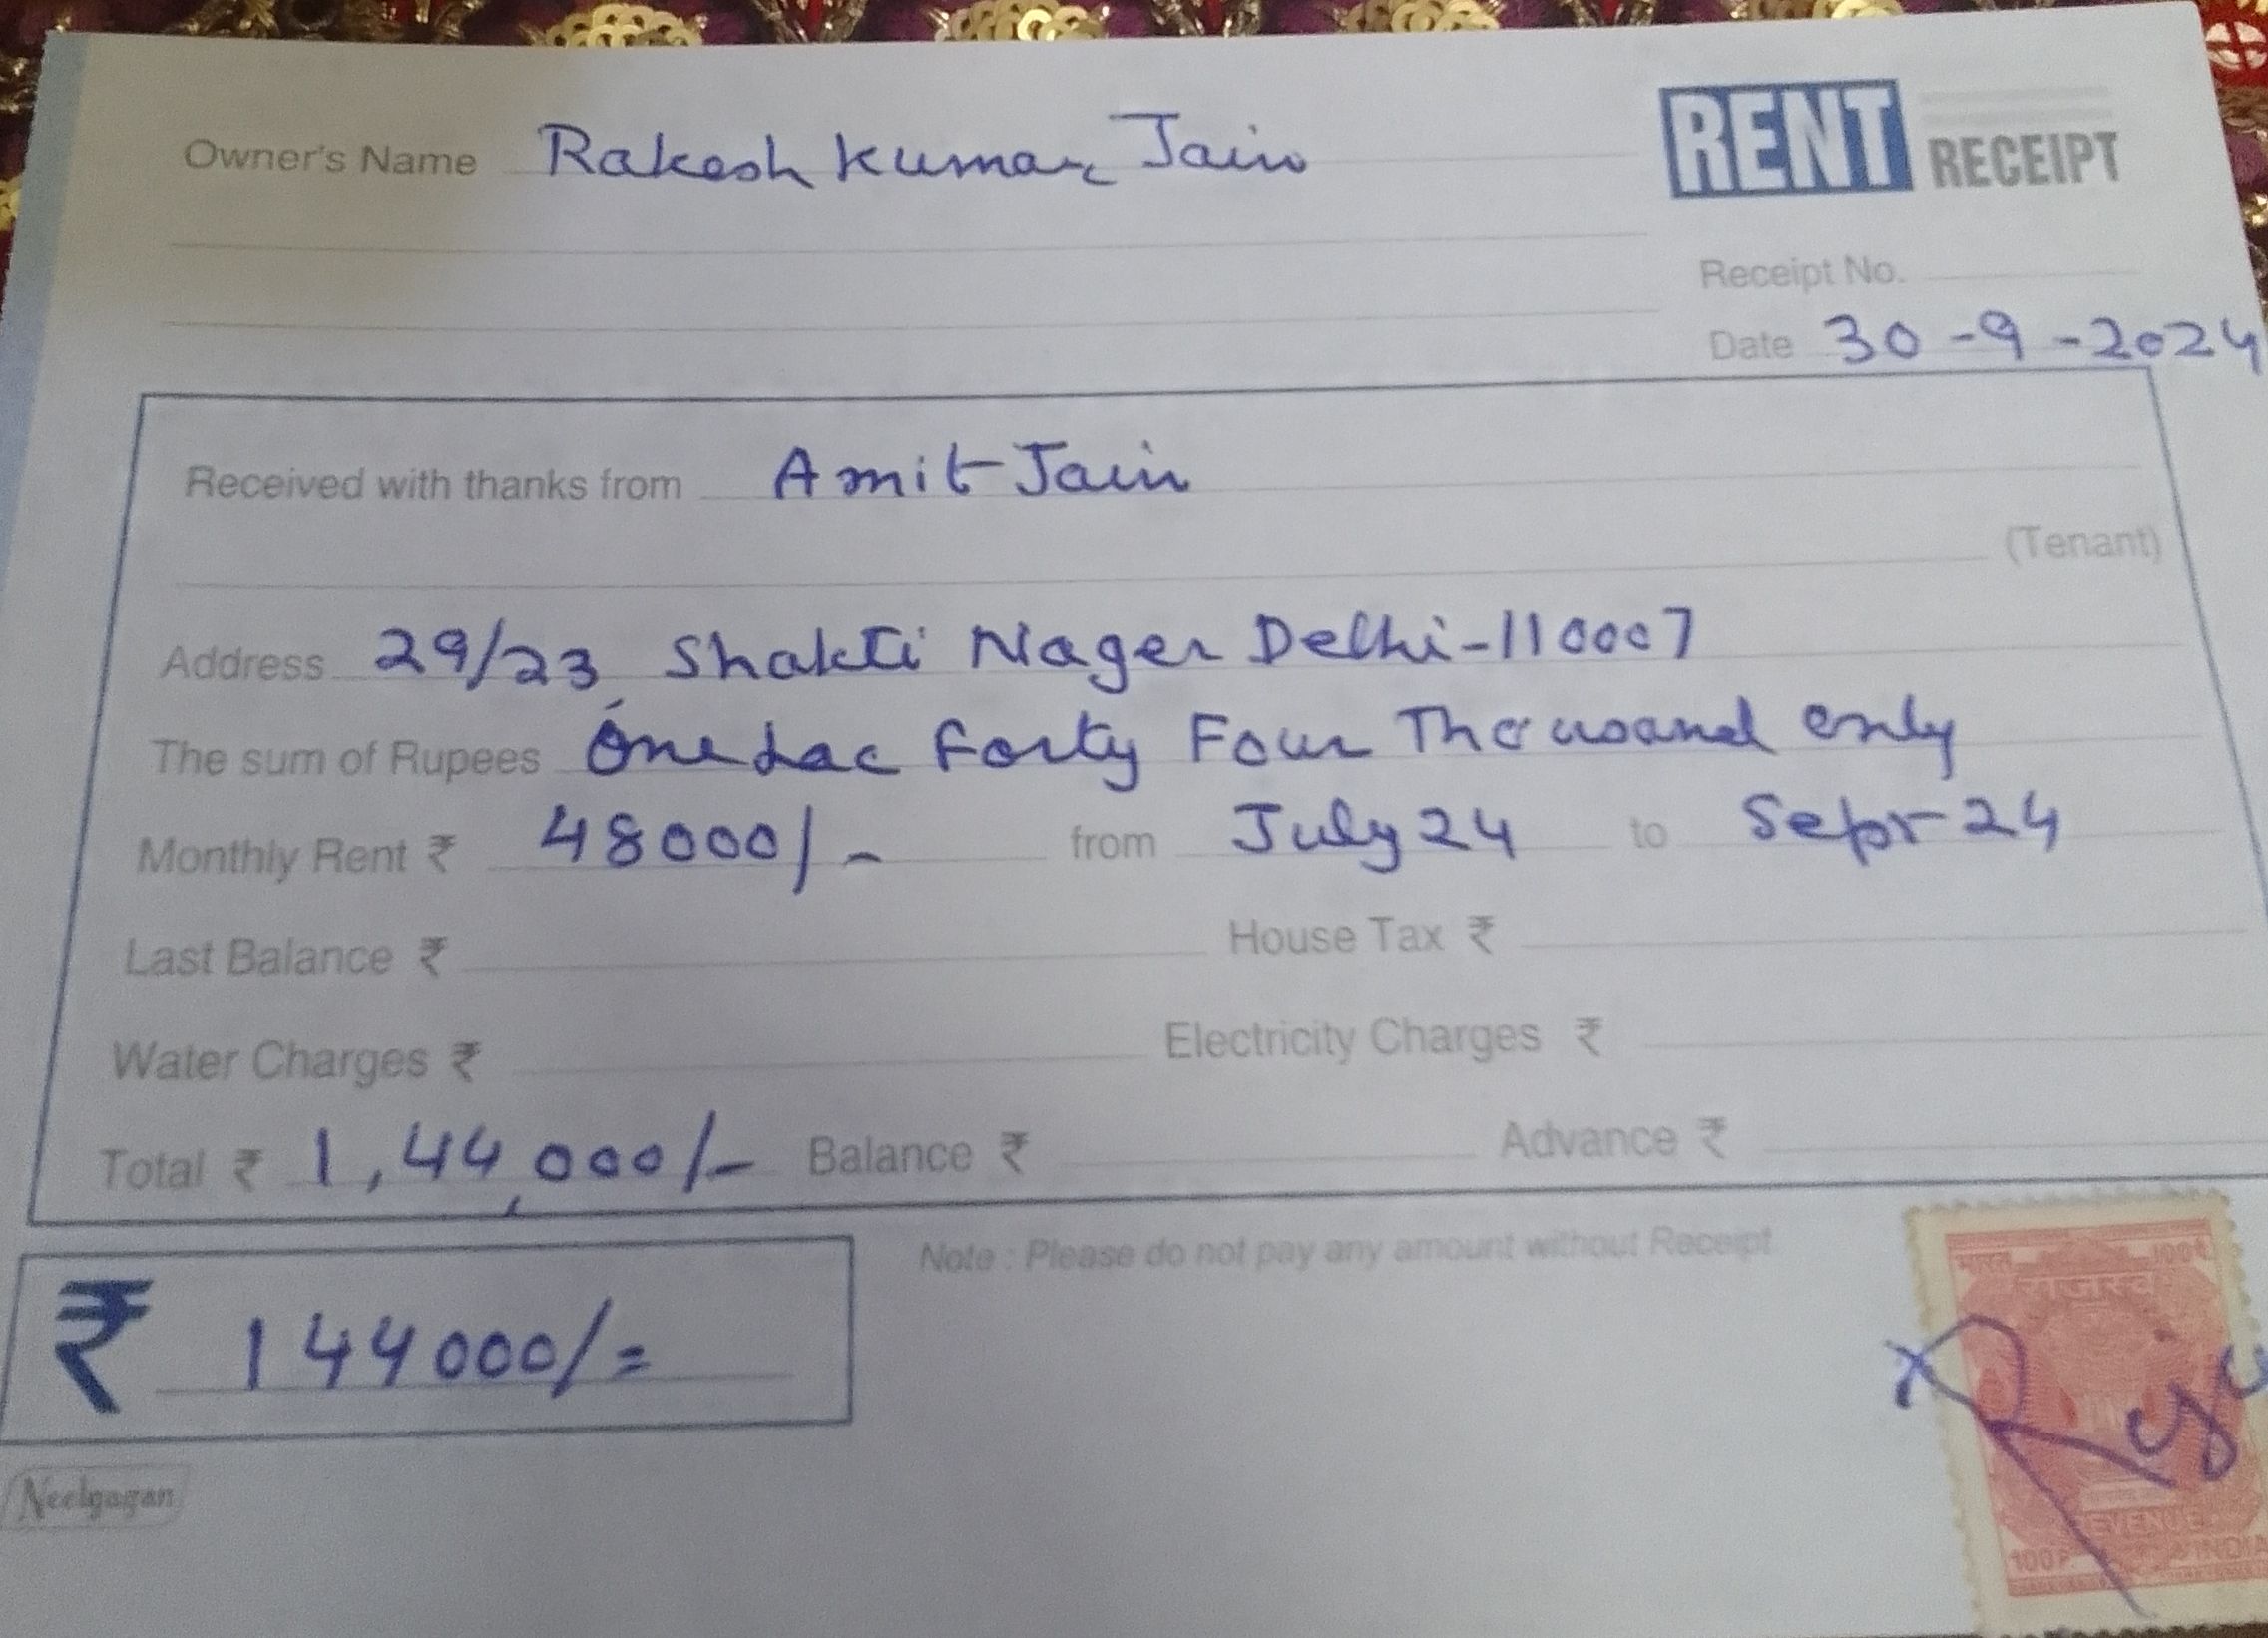 Owner's Name Rakesh Kumar Jain
RENT RECEIPT
Receipt No.
Date 30-9-2024
Received with thanks from Amit Jain
(Tenant)
Address 29/23, Shakti Nager Delhi-110007
The sum of Rupees One Lac Forty Four Thousand only
Monthly Rent ₹ 48000/- from July 24 to Sept-24
Last Balance ₹ House Tax ₹
Water Charges ₹ Electricity Charges ₹
Total ₹ 1,44,000/- Balance ₹ Advance ₹
Note : Please do not pay any amount without Receipt
₹ 144000/=
भारत
राजस्व
REVENUE
INDIA
Neelgagan